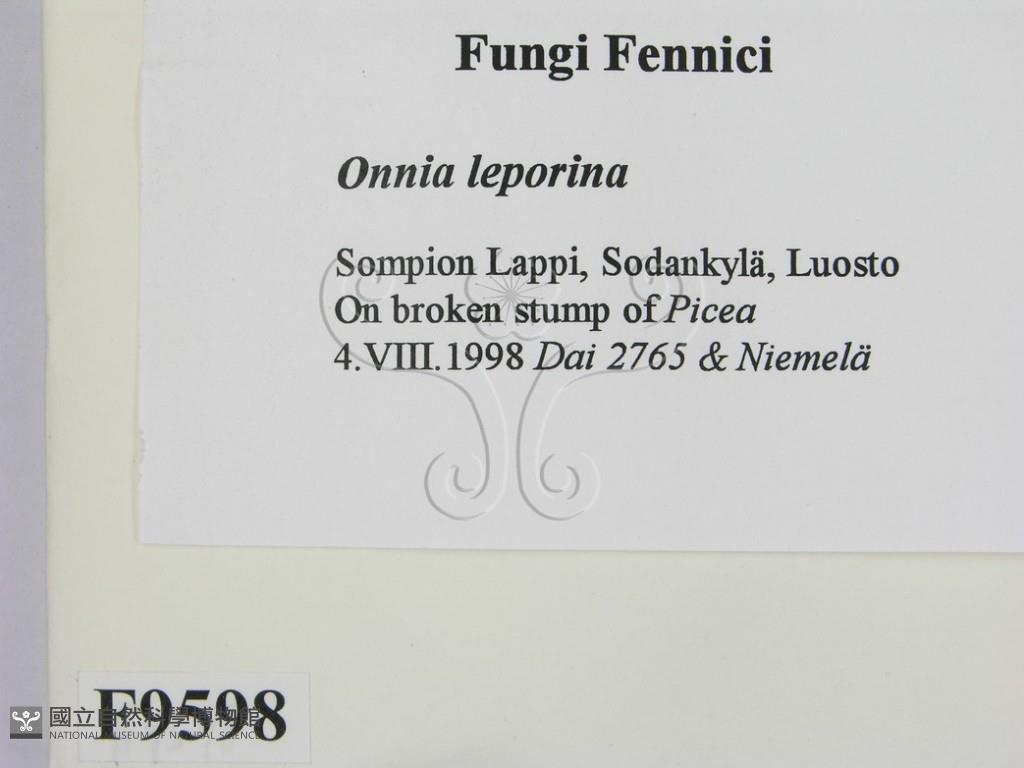 Fungi Fennici
Onnia leporina
Sompion Lappi, Sodankylä, Luosto
On broken stump of Picea
4.VIII.1998 Dai 2765 & Niemelä
F9598
國立自然科學博物館
NATIONAL MUSEUM OF NATURAL SCIENCE